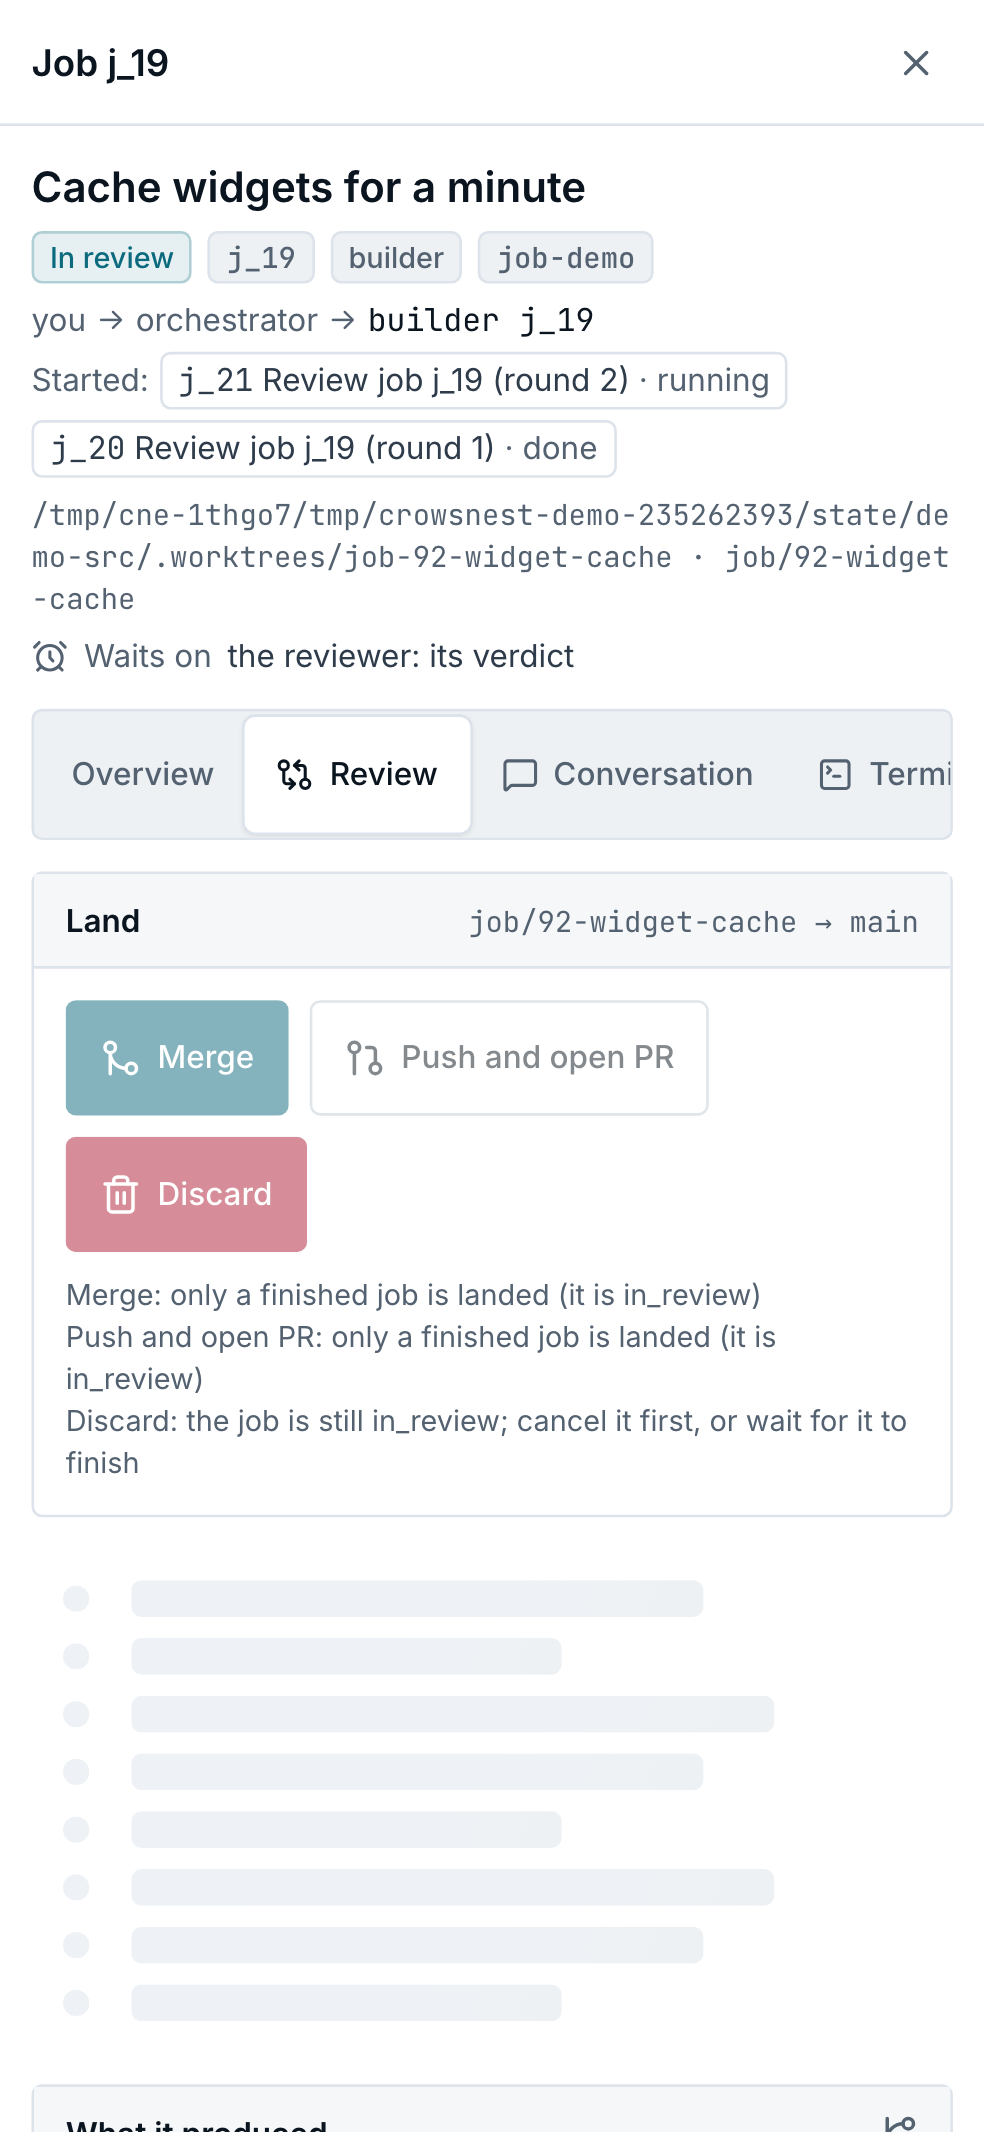 Job j_19
Cache widgets for a minute
In review j_19 builder job-demo
you → orchestrator → builder j_19
Started: j_21 Review job j_19 (round 2) · running
j_20 Review job j_19 (round 1) · done
/tmp/cne-1thgo7/tmp/crowsnest-demo-235262393/state/de
mo-src/.worktrees/job-92-widget-cache · job/92-widget
-cache
Waits on the reviewer: its verdict
Overview Review Conversation Termi
Land job/92-widget-cache → main
Merge Push and open PR
Discard
Merge: only a finished job is landed (it is in_review)
Push and open PR: only a finished job is landed (it is
in_review)
Discard: the job is still in_review; cancel it first, or wait for it to
finish
What it produced